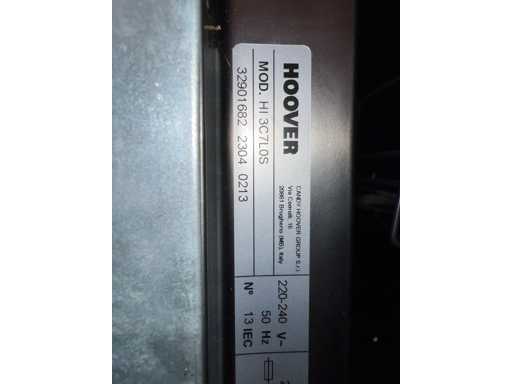 HOOVER
MOD. HI 3C7L0S
32901682 2304 0213
CANDY HOOVER GROUP S.r.l.
Via Comolli, 16
20861 Brugherio (MB), Italy
220-240 V~
50 Hz
N° 13 IEC